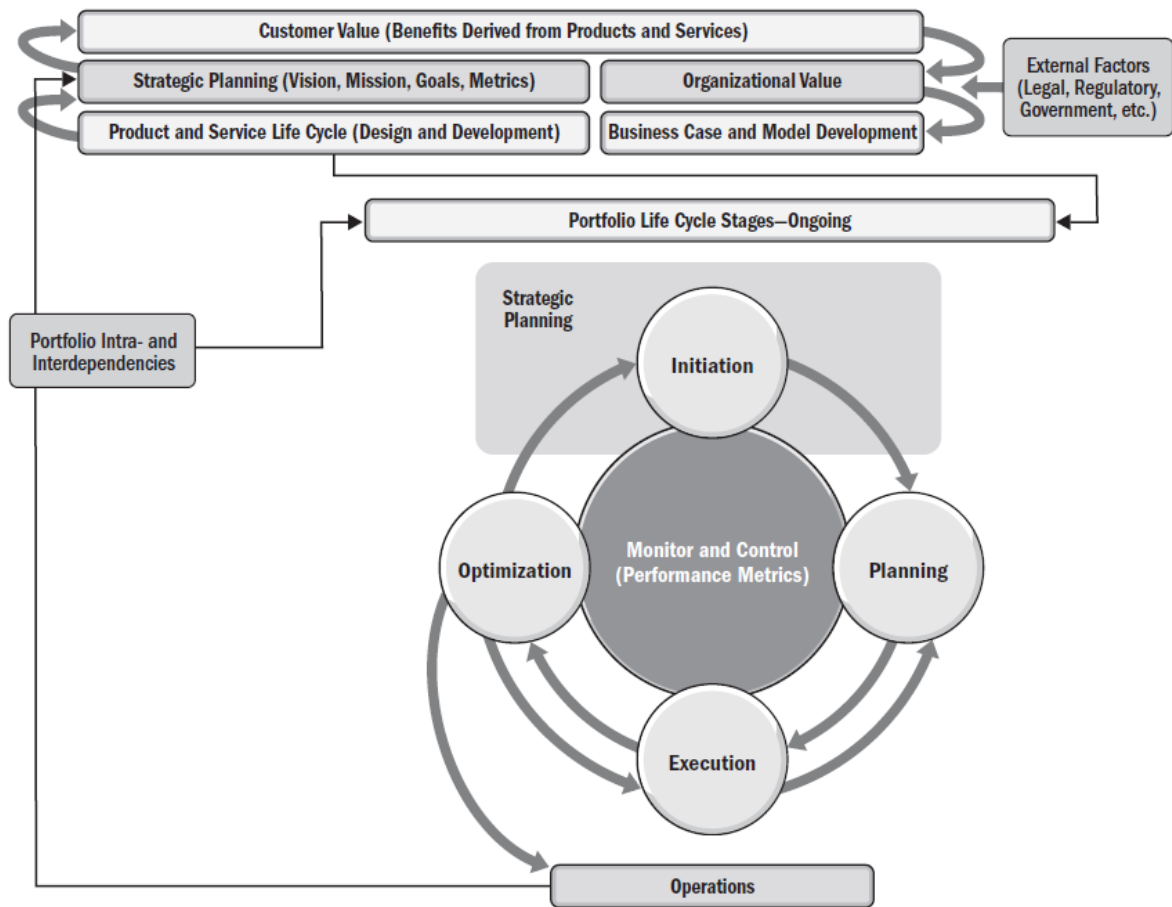 Customer Value (Benefits Derived from Products and Services)
Strategic Planning (Vision, Mission, Goals, Metrics)
Organizational Value
External Factors
(Legal, Regulatory,
Government, etc.)
Product and Service Life Cycle (Design and Development)
Business Case and Model Development
Portfolio Life Cycle Stages—Ongoing
Strategic
Planning
Portfolio Intra- and
Interdependencies
Initiation
Monitor and Control
(Performance Metrics)
Optimization
Planning
Execution
Operations